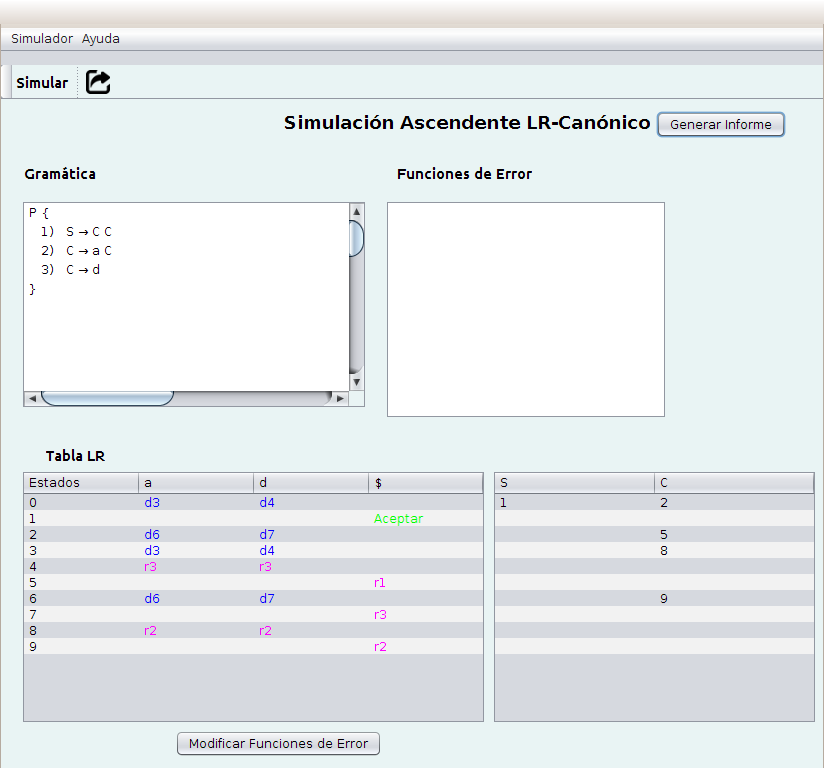 Simulador Ayuda
Simular
Simulación Ascendente LR-Canónico Generar Informe
Gramática Funciones de Error
P {
1) S → C C
2) C → a C
3) C → d
}
Tabla LR
Estados a d $ S C
0 d3 d4 1 2
1 Aceptar
2 d6 d7 5
3 d3 d4 8
4 r3 r3
5 r1
6 d6 d7 9
7 r3
8 r2 r2
9 r2
Modificar Funciones de Error